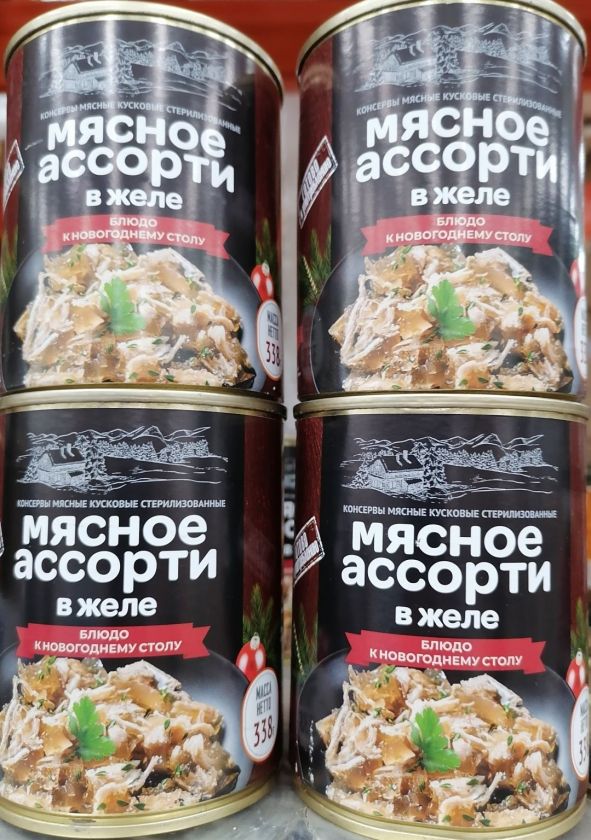 КОНСЕРВЫ МЯСНЫЕ КУСКОВЫЕ СТЕРИЛИЗОВАННЫЕ
мясное
ассорти
в желе
БЛЮДО
К НОВОГОДНЕМУ СТОЛУ
МАССА
НЕТТО
338г
КОНСЕРВЫ МЯСНЫЕ КУСКОВЫЕ СТЕРИЛИЗОВАННЫЕ
мясное
ассорти
в желе
БЛЮДО
К НОВОГОДНЕМУ СТОЛУ
КОНСЕРВЫ МЯСНЫЕ КУСКОВЫЕ СТЕРИЛИЗОВАННЫЕ
мясное
ассорти
в желе
БЛЮДО
К НОВОГОДНЕМУ СТОЛУ
МАССА
НЕТТО
338г
КОНСЕРВЫ МЯСНЫЕ КУСКОВЫЕ СТЕРИЛИЗОВАННЫЕ
мясное
ассорти
в желе
БЛЮДО
К НОВОГОДНЕМУ СТОЛУ